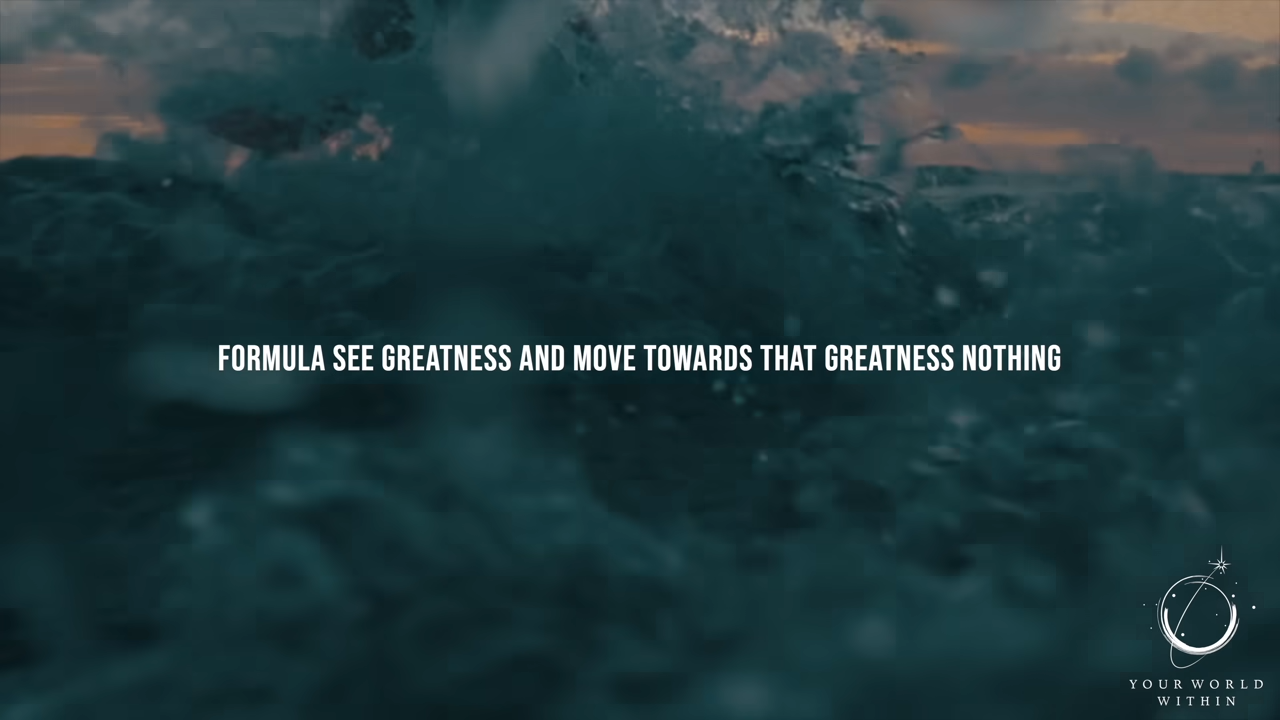 FORMULA SEE GREATNESS AND MOVE TOWARDS THAT GREATNESS NOTHING
YOUR WORLD
WITHIN